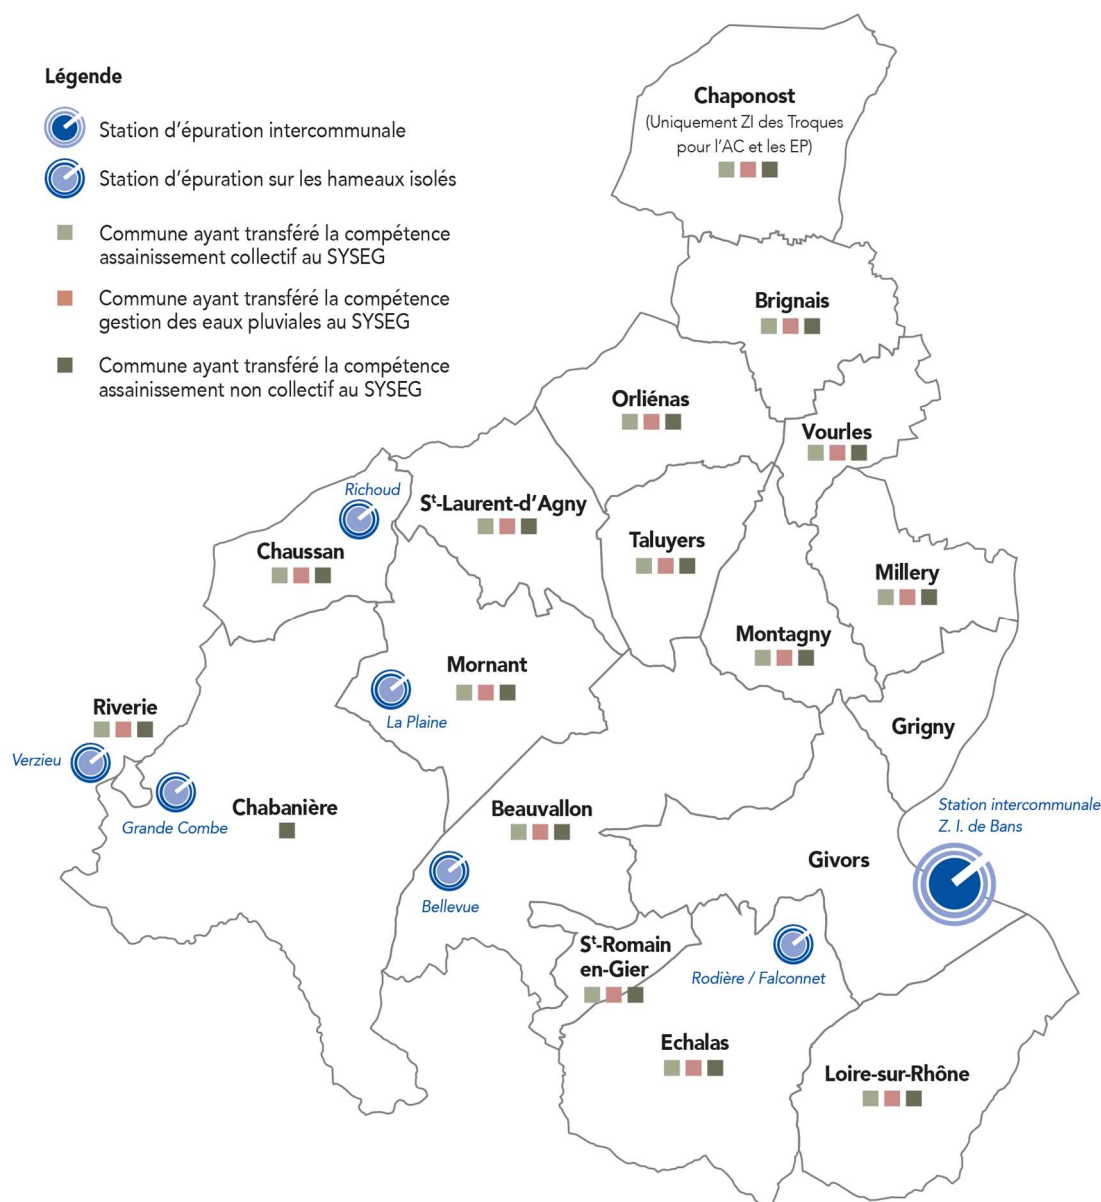 Légende
Station d'épuration intercommunale
Station d'épuration sur les hameaux isolés
Commune ayant transféré la compétence
assainissement collectif au SYSEG
Commune ayant transféré la compétence
gestion des eaux pluviales au SYSEG
Commune ayant transféré la compétence
assainissement non collectif au SYSEG
Chaponost
(Uniquement ZI des Troques
pour l'AC et les EP)
Brignais
Orliénas
Vourles
Richoud
St-Laurent-d'Agny
Chaussan
Taluyers
Millery
Montagny
Mornant
La Plaine
Riverie
Grigny
Verzieu
Grande Combe
Chabanière
Beauvallon
Station intercommunale
Z. I. de Bans
Givors
Bellevue
St-Romain
en-Gier
Rodière / Falconnet
Echalas
Loire-sur-Rhône